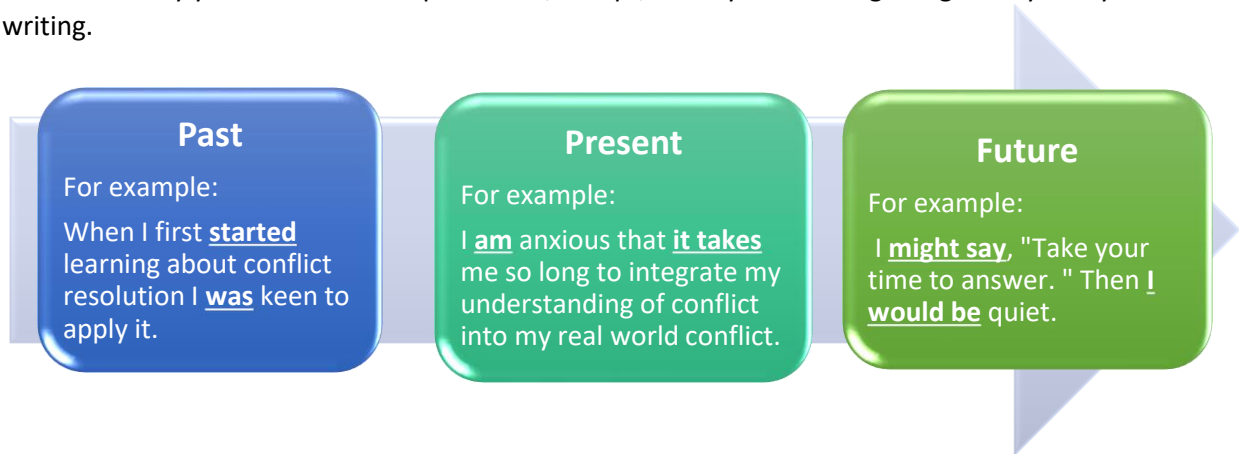 writing.
Past
For example:
When I first started
learning about conflict
resolution I was keen to
apply it.
Present
For example:
I am anxious that it takes
me so long to integrate my
understanding of conflict
into my real world conflict.
Future
For example:
I might say, "Take your
time to answer. " Then I
would be quiet.